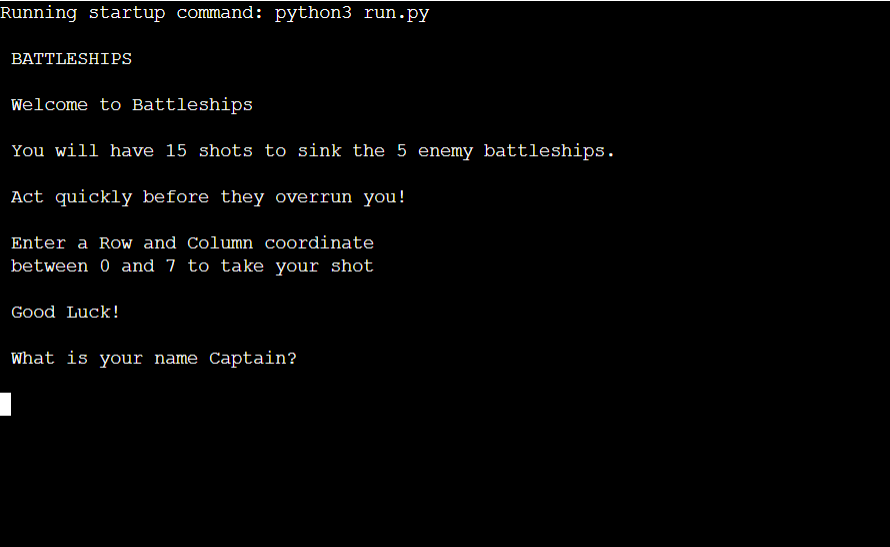 Running startup command: python3 run.py
BATTLESHIPS
Welcome to Battleships
You will have 15 shots to sink the 5 enemy battleships.
Act quickly before they overrun you!
Enter a Row and Column coordinate
between 0 and 7 to take your shot
Good Luck!
What is your name Captain?